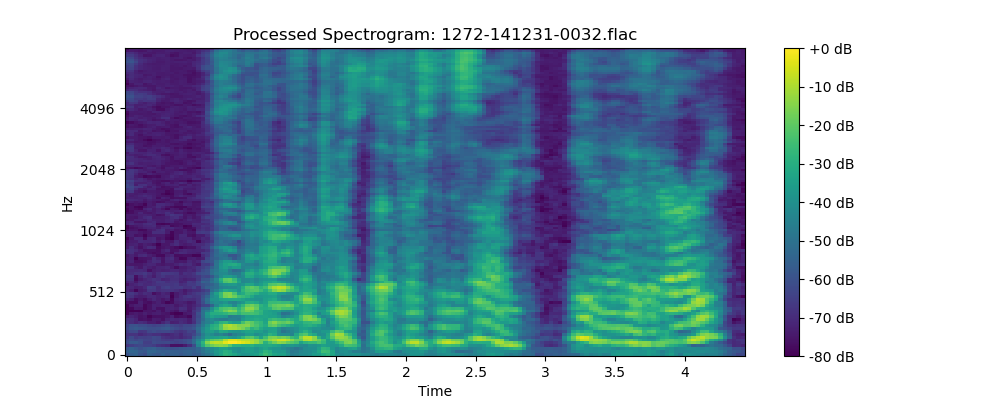 Processed Spectrogram: 1272-141231-0032.flac
Hz
4096
2048
1024
512
0
0
0.5
1
1.5
2
2.5
3
3.5
4
Time
+0 dB
-10 dB
-20 dB
-30 dB
-40 dB
-50 dB
-60 dB
-70 dB
-80 dB